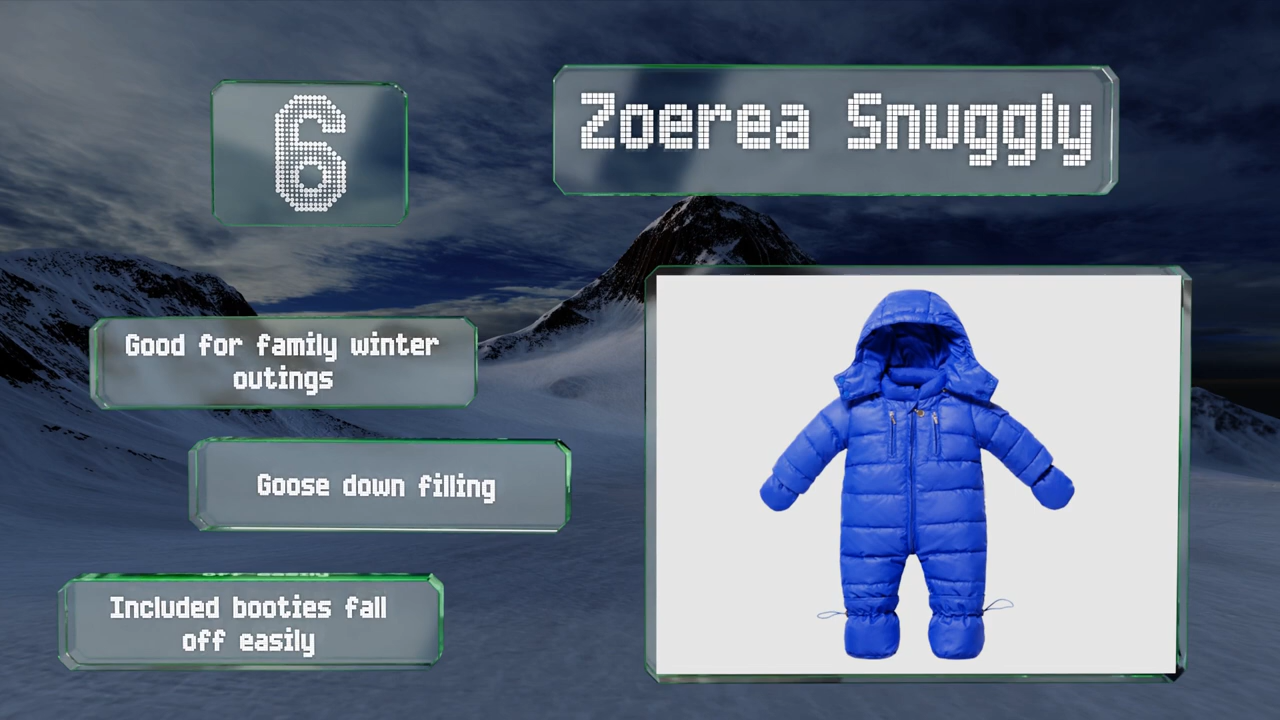 6
Zoerea Snuggly
Good for family winter
outings
Goose down filling
Included booties fall
off easily